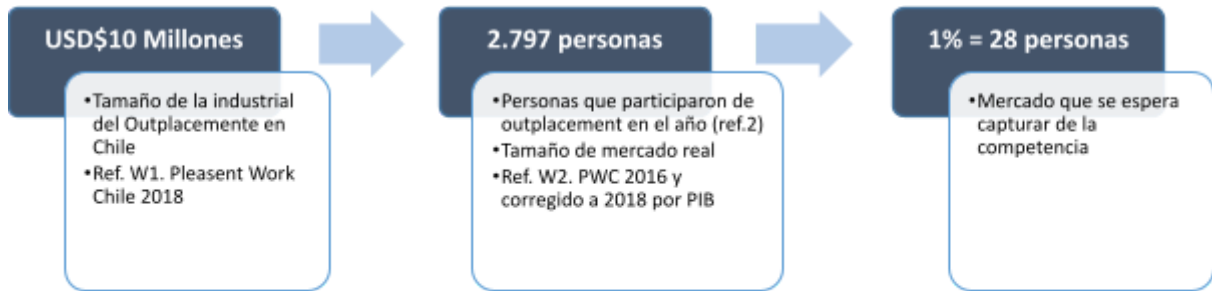 USD$10 Millones
•Tamaño de la industrial
del Outplacemente en
Chile
•Ref. W1. Pleasent Work
Chile 2018
2.797 personas
•Personas que participaron de
outplacement en el año (ref.2)
•Tamaño de mercado real
•Ref. W2. PWC 2016 y
corregido a 2018 por PIB
1% = 28 personas
•Mercado que se espera
capturar de la
competencia